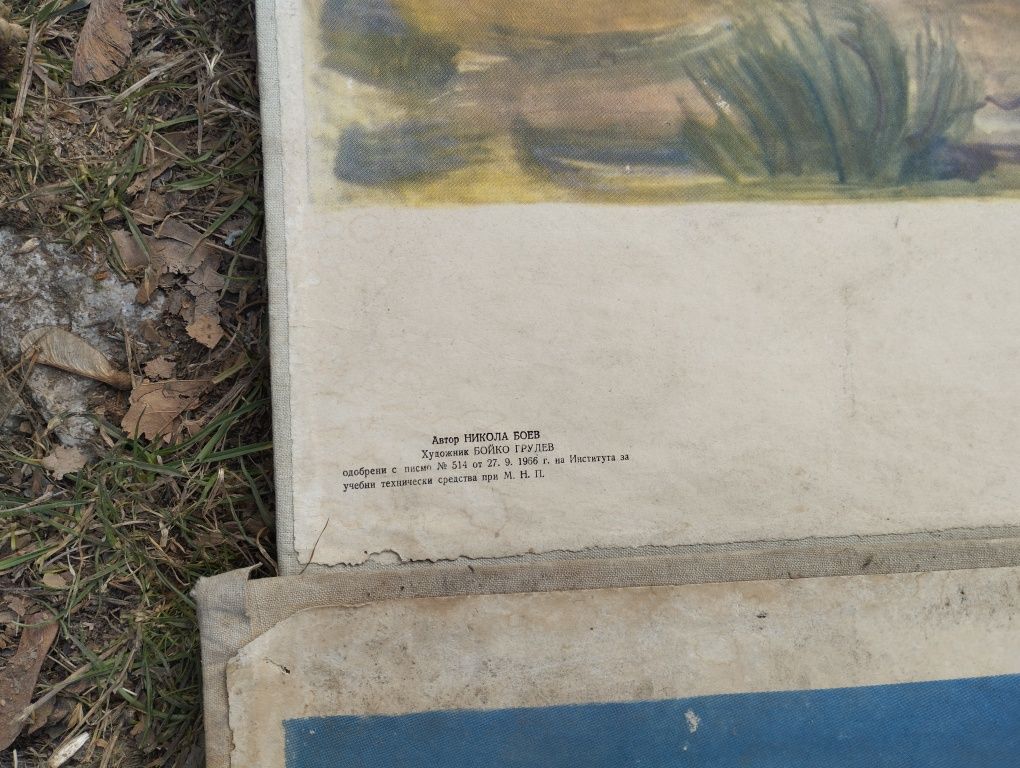 Автор НИКОЛА БОЕВ
Художник БОЙКО ГРУЛЕВ
одобрени с писмо № 514 от 27. 9. 1966 г. на Института за
учебни технически средства при М. Н. П.